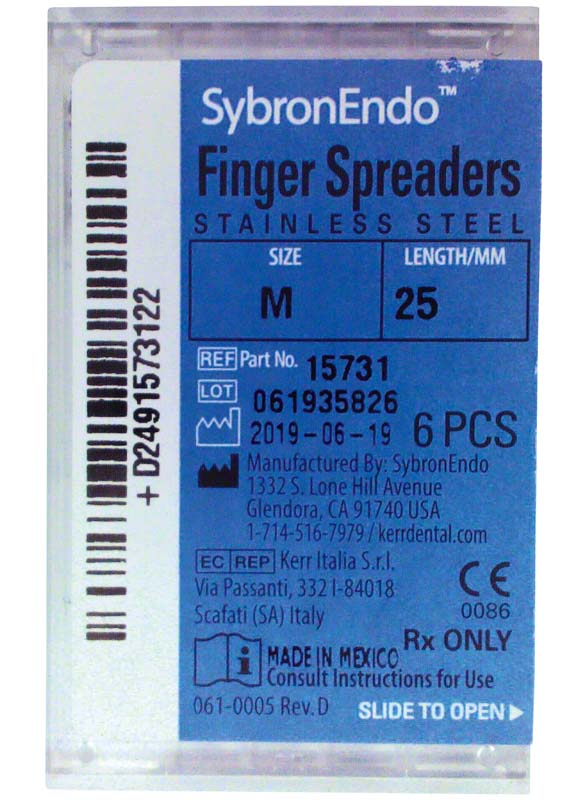 SybronEndo™
Finger Spreaders
STAINLESS STEEL
SIZE LENGTH/MM
M 25
REF Part No. 15731
LOT 061935826
2019-06-19 6 PCS
Manufactured By: SybronEndo
1332 S. Lone Hill Avenue
Glendora, CA 91740 USA
1-714-516-7979 / kerrdental.com
EC REP Kerr Italia S.r.l.
Via Passanti, 332 1-84018
Scafati (SA) Italy
CE
0086
Rx ONLY
i MADE IN MEXICO
Consult Instructions for Use
061-0005 Rev. D SLIDE TO OPEN ▶
+ D2491573122